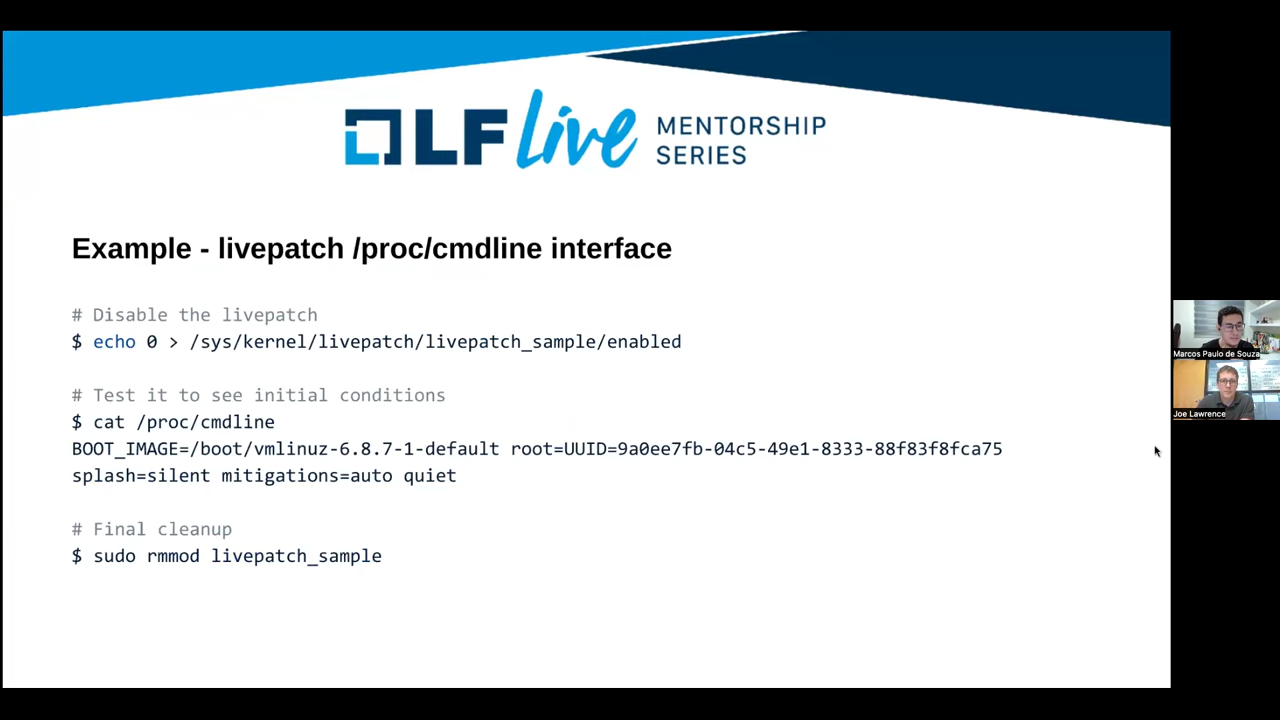 LF live MENTORSHIP
SERIES
Example - livepatch /proc/cmdline interface
# Disable the livepatch
$ echo 0 > /sys/kernel/livepatch/livepatch_sample/enabled
# Test it to see initial conditions
$ cat /proc/cmdline
BOOT_IMAGE=/boot/vmlinuz-6.8.7-1-default root=UUID=9a0ee7fb-04c5-49e1-8333-88f83f8fca75
splash=silent mitigations=auto quiet
# Final cleanup
$ sudo rmmod livepatch_sample
Marcos Paulo de Souza
Joe Lawrence